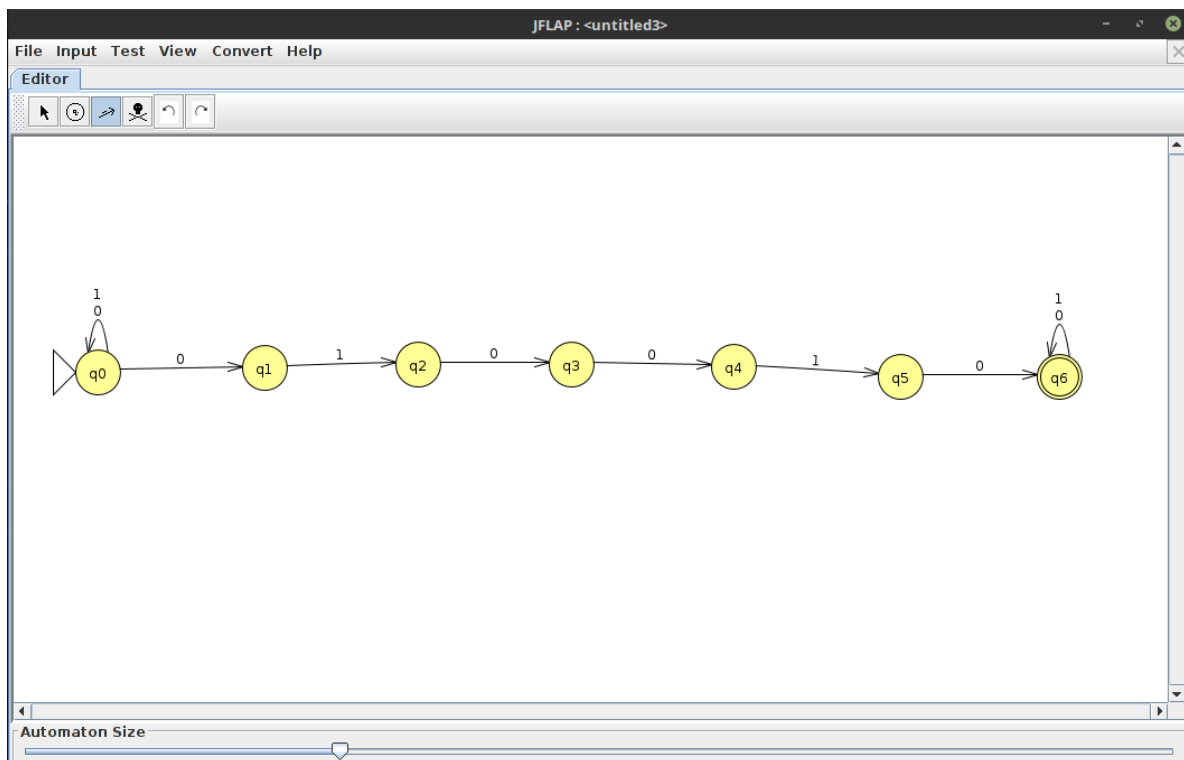 JFLAP : <untitled3>
File Input Test View Convert Help
Editor
1
0
1
0
q0
0
q1
1
q2
0
q3
0
q4
1
q5
0
q6
Automaton Size